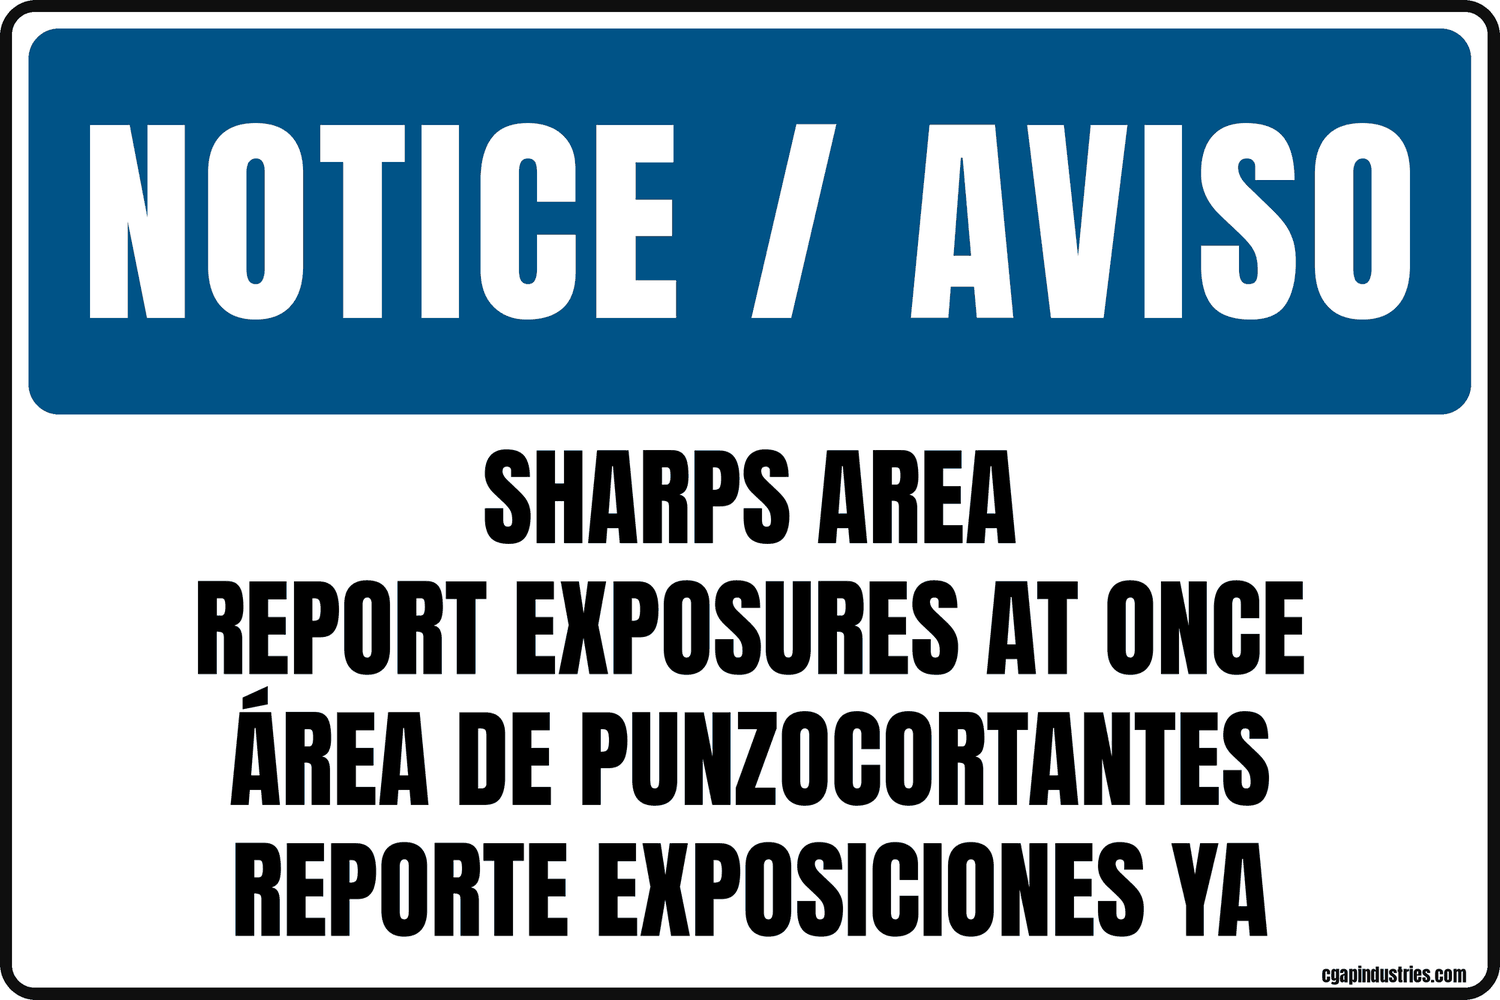 NOTICE / AVISO
SHARPS AREA
REPORT EXPOSURES AT ONCE
ÁREA DE PUNZOCORTANTES
REPORTE EXPOSICIONES YA
cgapindustries.com